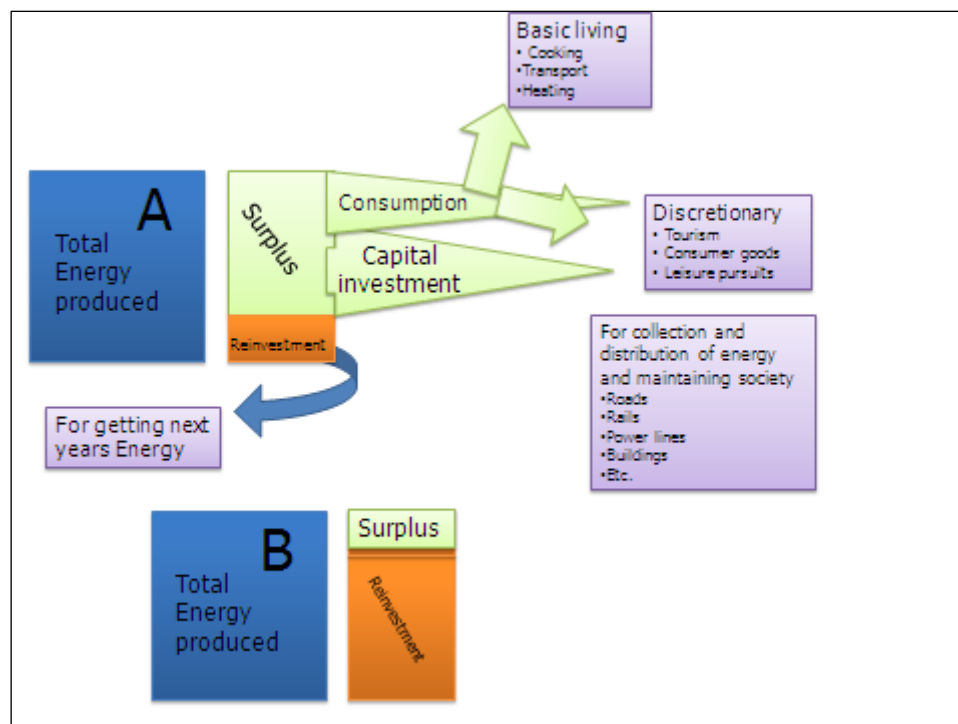 Basic living
• Cooking
•Transport
•Heating
A
Total
Energy
produced
Surplus
Consumption
Capital
investment
Reinvestment
Discretionary
• Tourism
• Consumer goods
• Leisure pursuits
For collection and
distribution of energy
and maintaining society
•Roads
•Rails
•Power lines
•Buildings
•Etc.
For getting next
years Energy
B
Total
Energy
produced
Surplus
Reinvestment